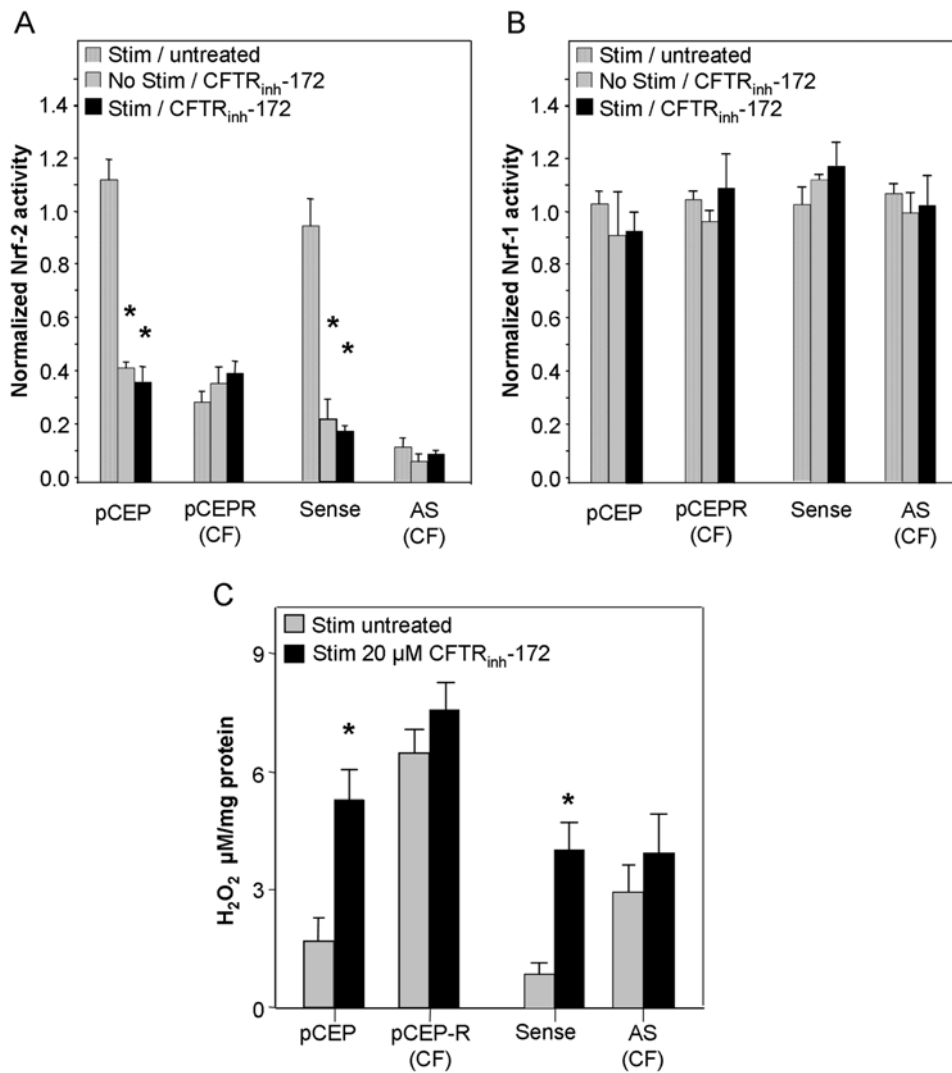 A
Stim / untreated
No Stim / CFTRinh-172
Stim / CFTRinh-172
Normalized Nrf-2 activity
1.4
1.2
1.0
0.8
0.6
0.4
0.2
0.0
* *
* *
pCEP pCEPR (CF) Sense AS (CF)
B
Stim / untreated
No Stim / CFTRinh-172
Stim / CFTRinh-172
Normalized Nrf-1 activity
1.4
1.2
1.0
0.8
0.6
0.4
0.2
0.0
pCEP pCEPR (CF) Sense AS (CF)
C
Stim untreated
Stim 20 µM CFTRinh-172
H2O2 µM/mg protein
9
6
3
0
* *
pCEP pCEP-R (CF) Sense AS (CF)